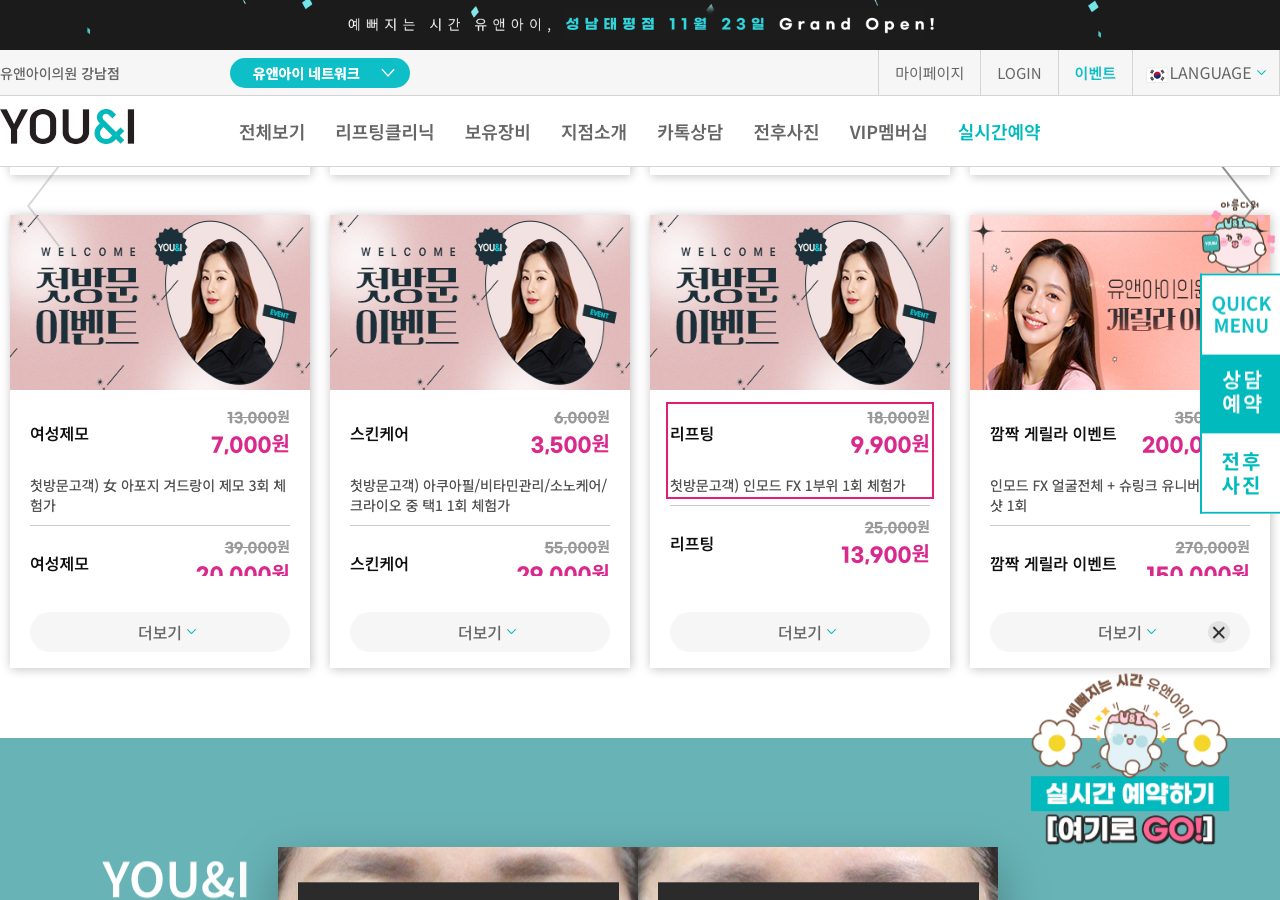 예뻐지는 시간 유앤아이, 성남태평점 11월 23일 Grand Open!
유앤아이의원 강남점
유앤아이 네트워크
마이페이지
LOGIN
이벤트
LANGUAGE
YOU&I
전체보기
리프팅클리닉
보유장비
지점소개
카톡상담
전후사진
VIP멤버십
실시간예약
WELCOME
첫방문
이벤트
YOU&I
EVENT
13,000원
여성제모
7,000원
첫방문고객) 女 아포지 겨드랑이 제모 3회 체
험가
39,000원
여성제모
20,000원
더보기
WELCOME
첫방문
이벤트
YOU&I
EVENT
6,000원
스킨케어
3,500원
첫방문고객) 아쿠아필/비타민관리/소노케어/
크라이오 중 택1 1회 체험가
55,000원
스킨케어
29,000원
더보기
WELCOME
첫방문
이벤트
YOU&I
EVENT
18,000원
리프팅
9,900원
첫방문고객) 인모드 FX 1부위 1회 체험가
25,000원
리프팅
13,900원
더보기
유앤아이의원
게릴라
깜짝 게릴라 이벤트
인모드 FX 얼굴전체 + 슈링크 유니버
샷 1회
270,000원
깜짝 게릴라 이벤트
150,000원
더보기
QUICK
MENU
상담
예약
전후
사진
예뻐지는 시간 유앤아이
실시간 예약하기
[여기로 GO!]
YOU&I